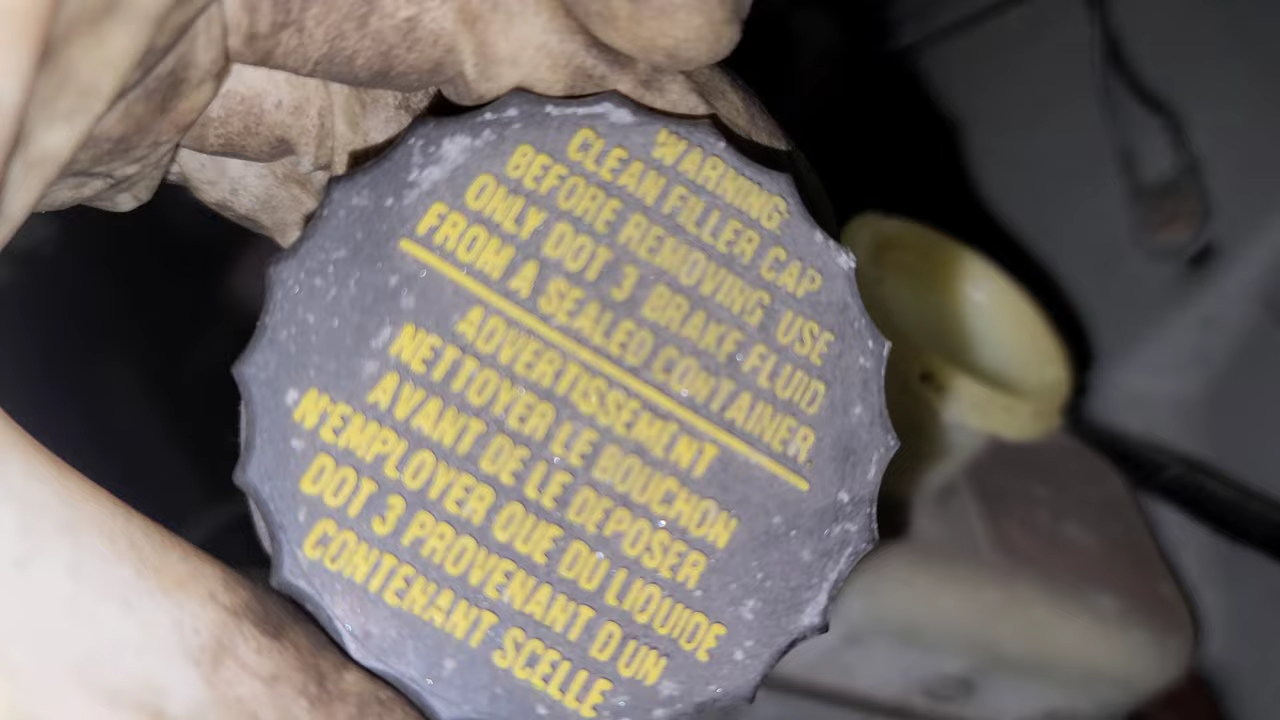 WARNING
CLEAN FILLER CAP
BEFORE REMOVING USE
ONLY DOT 3 BRAKE FLUID
FROM A SEALED CONTAINER.
ADVERTISSEMENT
NETTOYER LE BOUCHON
AVANT DE LE DEPOSER
N'EMPLOYER QUE DU LIQUIDE
DOT 3 PROVENANT D'UN
CONTENANT SCELLE